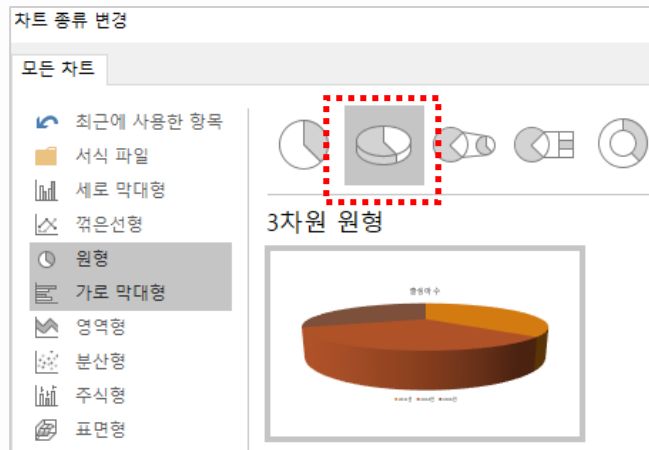 차트 종류 변경
모든 차트
최근에 사용한 항목
서식 파일
세로 막대형
꺾은선형
원형
가로 막대형
영역형
분산형
주식형
표면형
3차원 원형